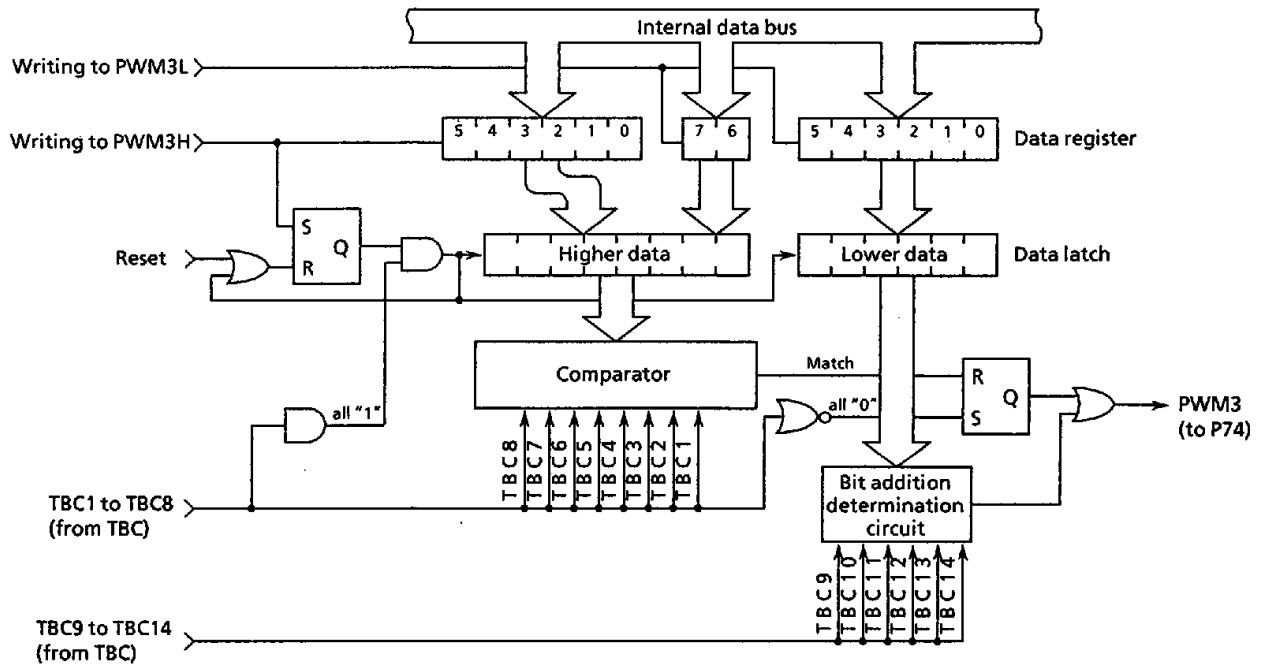 Internal data bus
Writing to PWM3L
Writing to PWM3H
5 4 3 2 1 0
7 6
5 4 3 2 1 0
Data register
S
Q
R
Reset
Higher data
Lower data
Data latch
Comparator
Match
R
Q
S
all "1"
all "0"
PWM3
(to P74)
TBC8
TBC7
TBC6
TBC5
TBC4
TBC3
TBC2
TBC1
Bit addition
determination
circuit
TBC1 to TBC8
(from TBC)
TBC9
TBC10
TBC11
TBC12
TBC13
TBC14
TBC9 to TBC14
(from TBC)